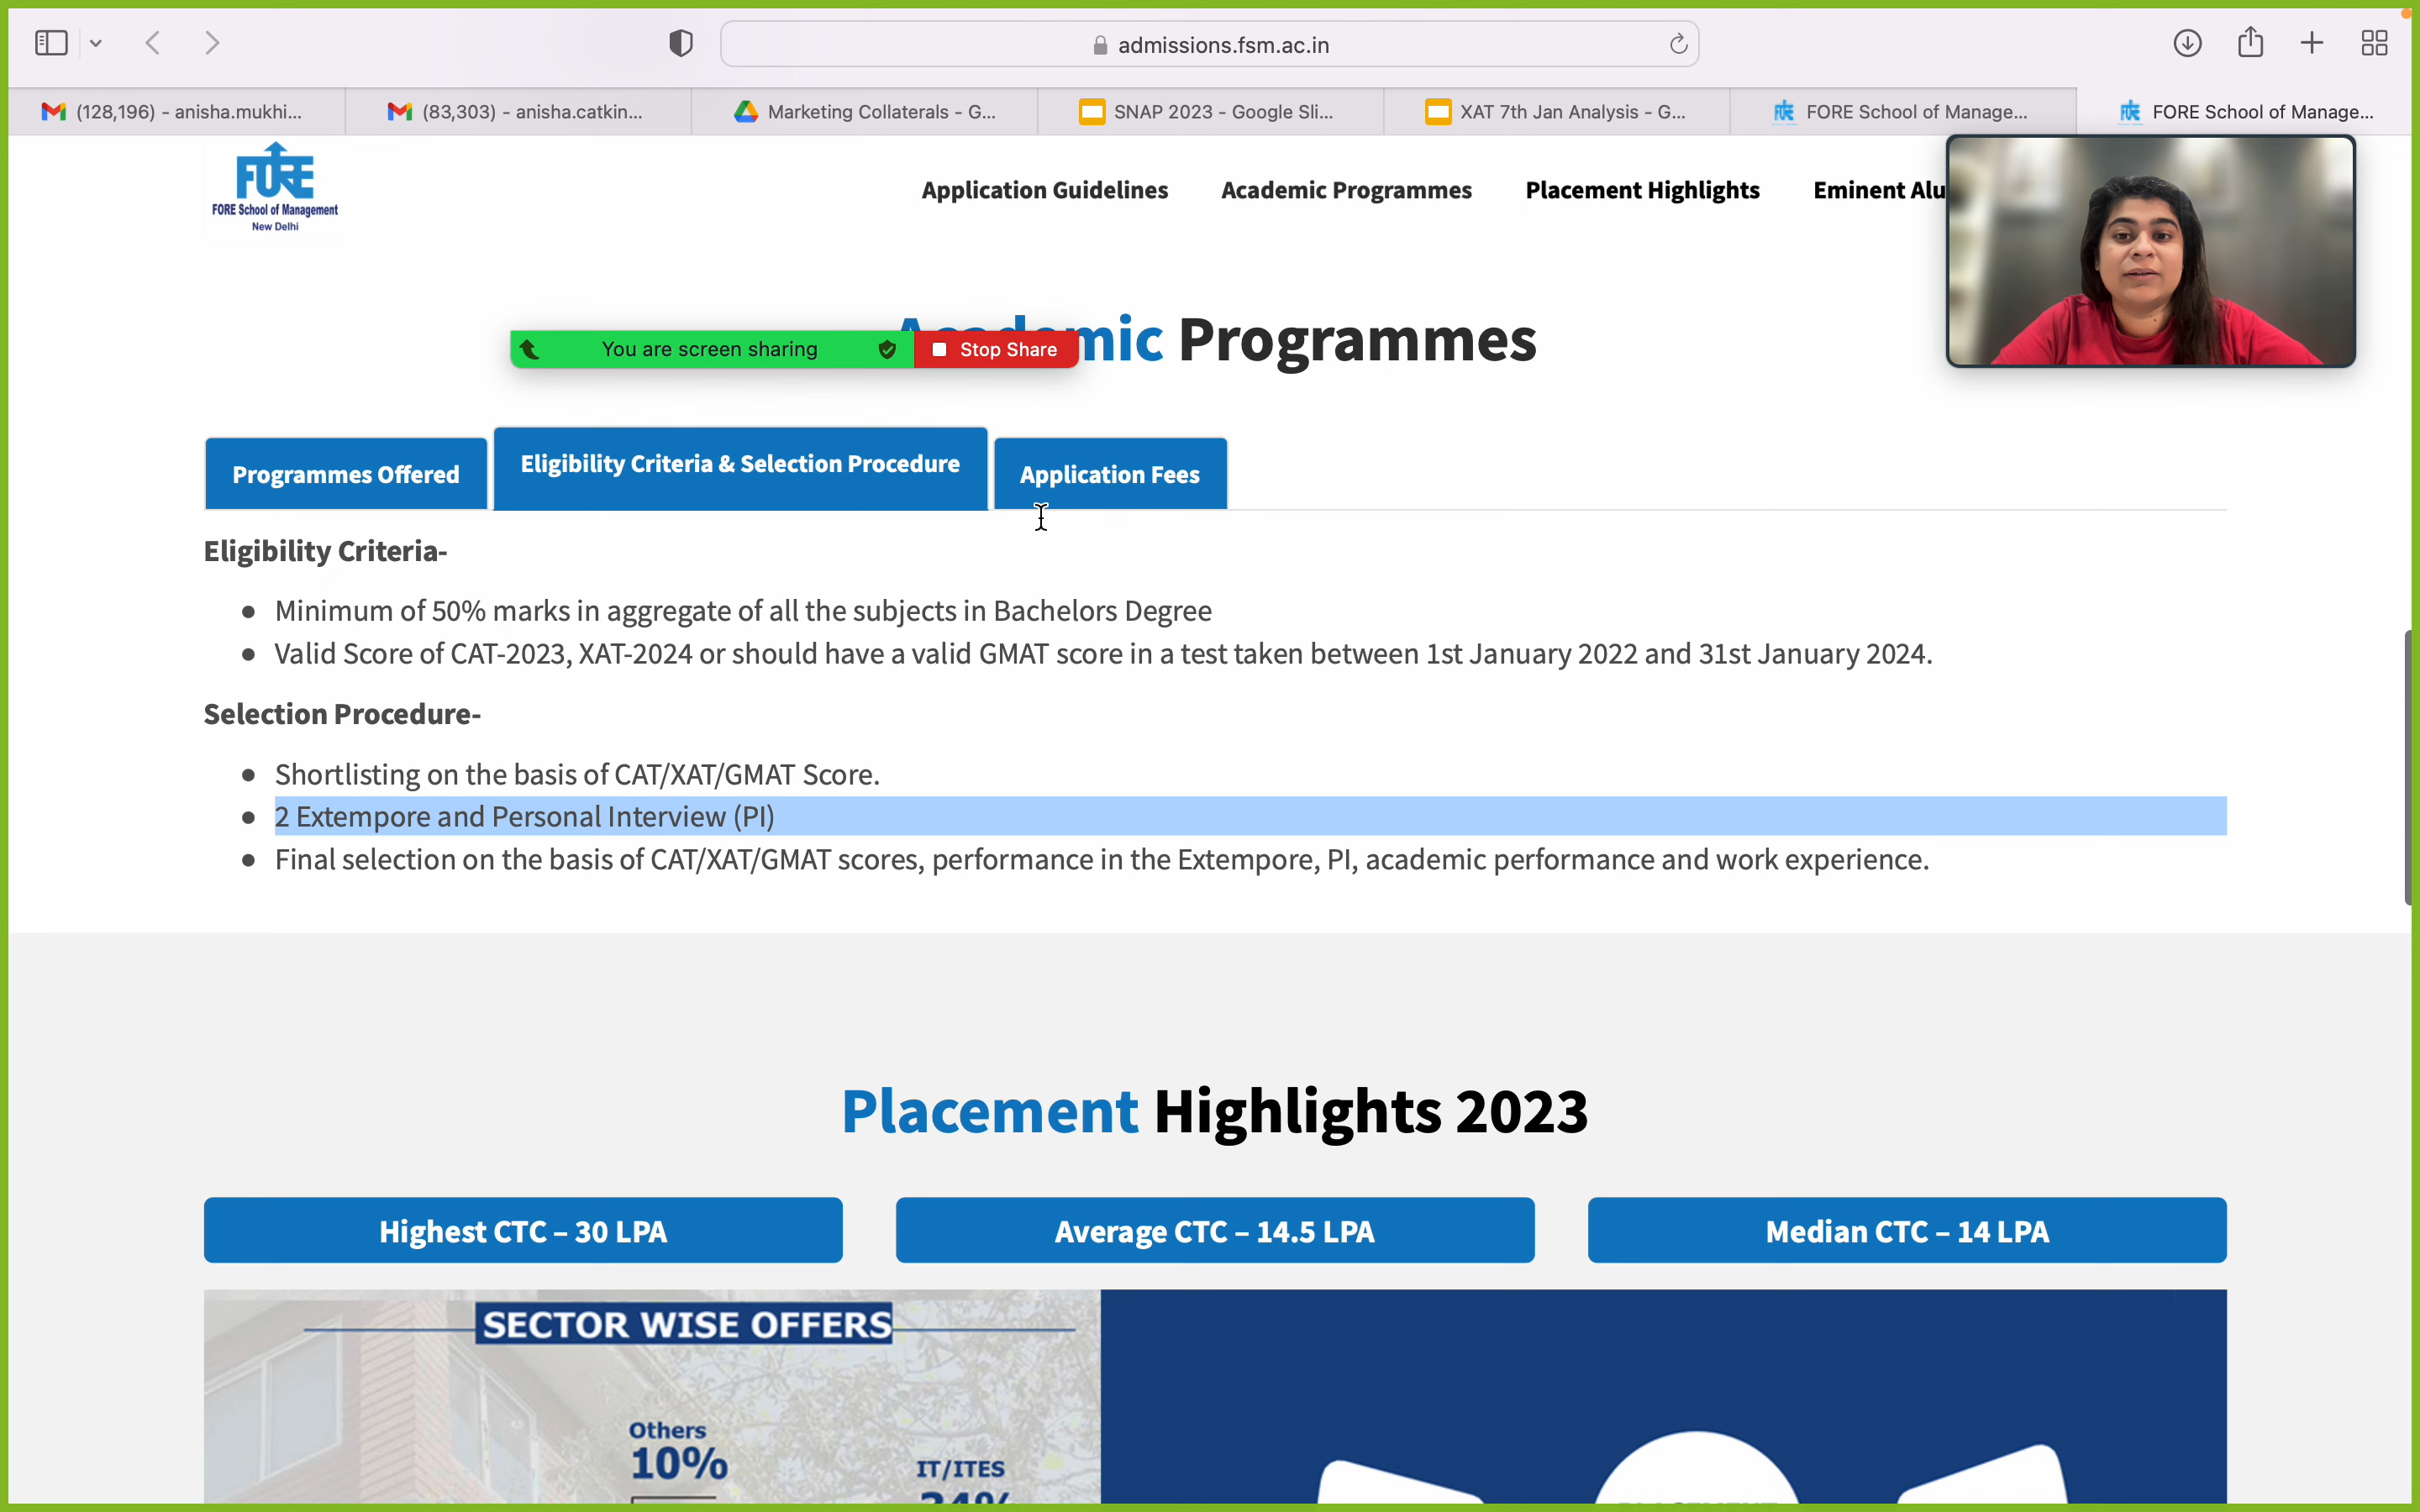 admissions.fsm.ac.in
(128,196) - anisha.mukhi...
(83,303) - anisha.catkin...
Marketing Collaterals - G...
SNAP 2023 - Google Sli...
XAT 7th Jan Analysis - G...
FORE School of Manage...
FORE School of Manage...
FORE
FORE School of Management
New Delhi
Application Guidelines
Academic Programmes
Placement Highlights
Eminent Alu
Academic Programmes
You are screen sharing
Stop Share
Programmes Offered
Eligibility Criteria & Selection Procedure
Application Fees
Eligibility Criteria-
Minimum of 50% marks in aggregate of all the subjects in Bachelors Degree
Valid Score of CAT-2023, XAT-2024 or should have a valid GMAT score in a test taken between 1st January 2022 and 31st January 2024.
Selection Procedure-
Shortlisting on the basis of CAT/XAT/GMAT Score.
2 Extempore and Personal Interview (PI)
Final selection on the basis of CAT/XAT/GMAT scores, performance in the Extempore, PI, academic performance and work experience.
Placement Highlights 2023
Highest CTC – 30 LPA
Average CTC – 14.5 LPA
Median CTC – 14 LPA
SECTOR WISE OFFERS
Others
10%
IT/ITES